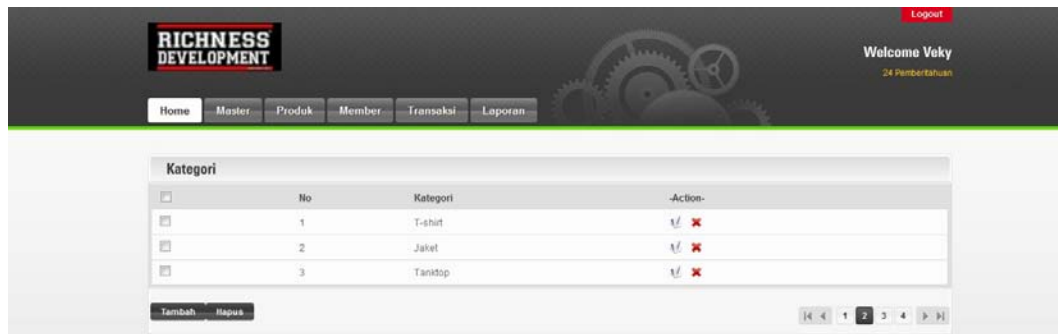 Logout
RICHNESS
DEVELOPMENT
Welcome Veky
24 Pemberitahuan
Home Master Produk Member Transaksi Laporan
Kategori
No Kategori -Action-
1 T-shirt
2 Jaket
3 Tanktop
Tambah Hapus
1 2 3 4